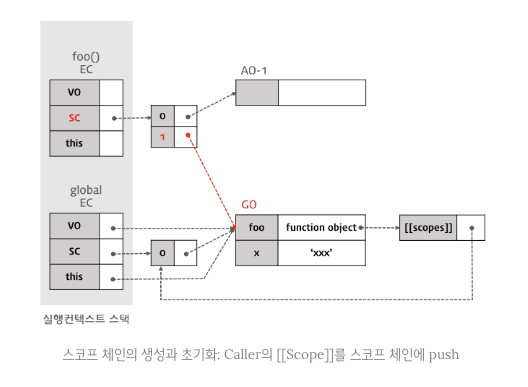 foo()
EC
VO
SC
this
0
1
AO-1
global
EC
VO
SC
this
0
GO
foo function object
x 'xxx'
[[scopes]]
실행컨텍스트 스택
스코프 체인의 생성과 초기화: Caller의 [[Scope]]를 스코프 체인에 push